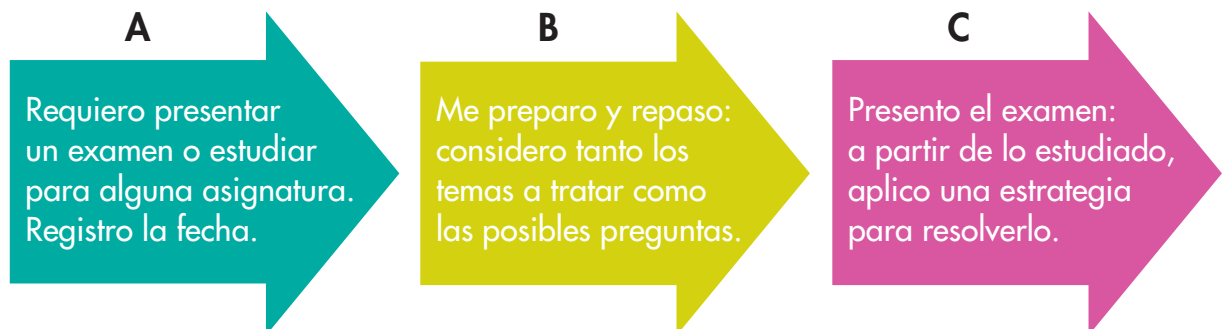 A
Requiero presentar
un examen o estudiar
para alguna asignatura.
Registro la fecha.
B
Me preparo y repaso:
considero tanto los
temas a tratar como
las posibles preguntas.
C
Presento el examen:
a partir de lo estudiado,
aplico una estrategia
para resolverlo.